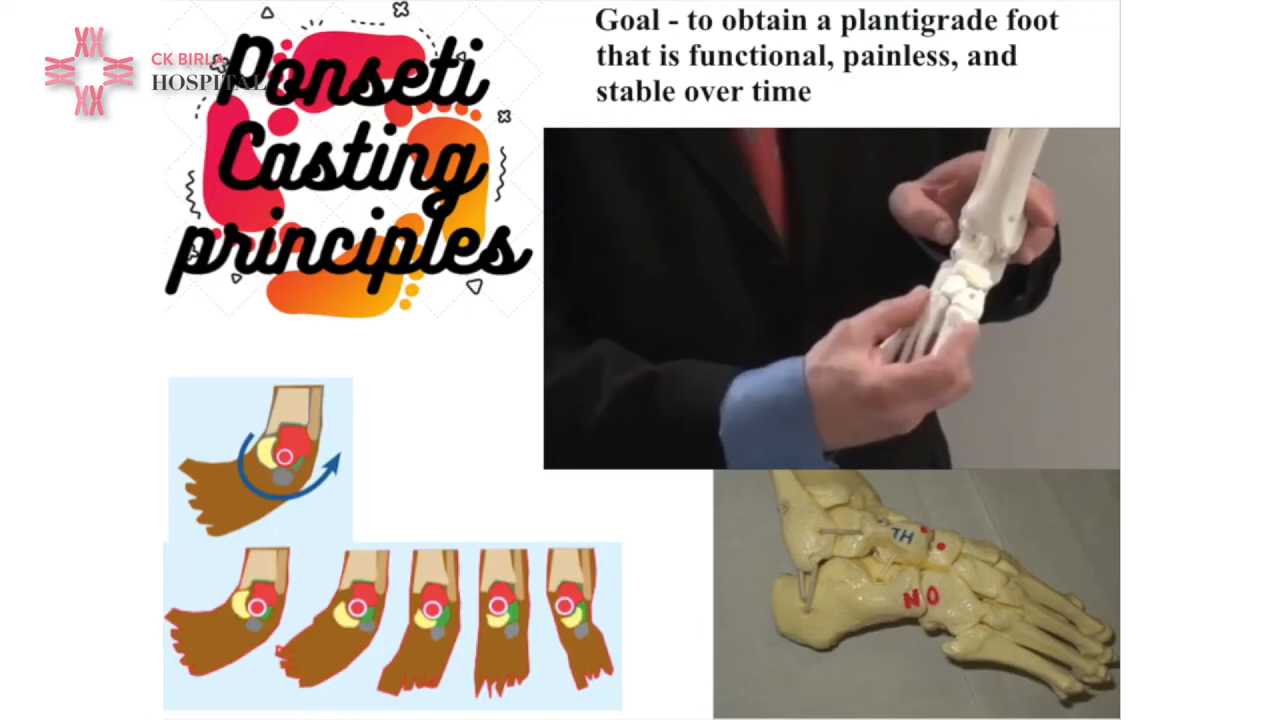 CK BIRLA
HOSPITAL
Ponseti
Casting
principles
Goal - to obtain a plantigrade foot
that is functional, painless, and
stable over time
TH
NO